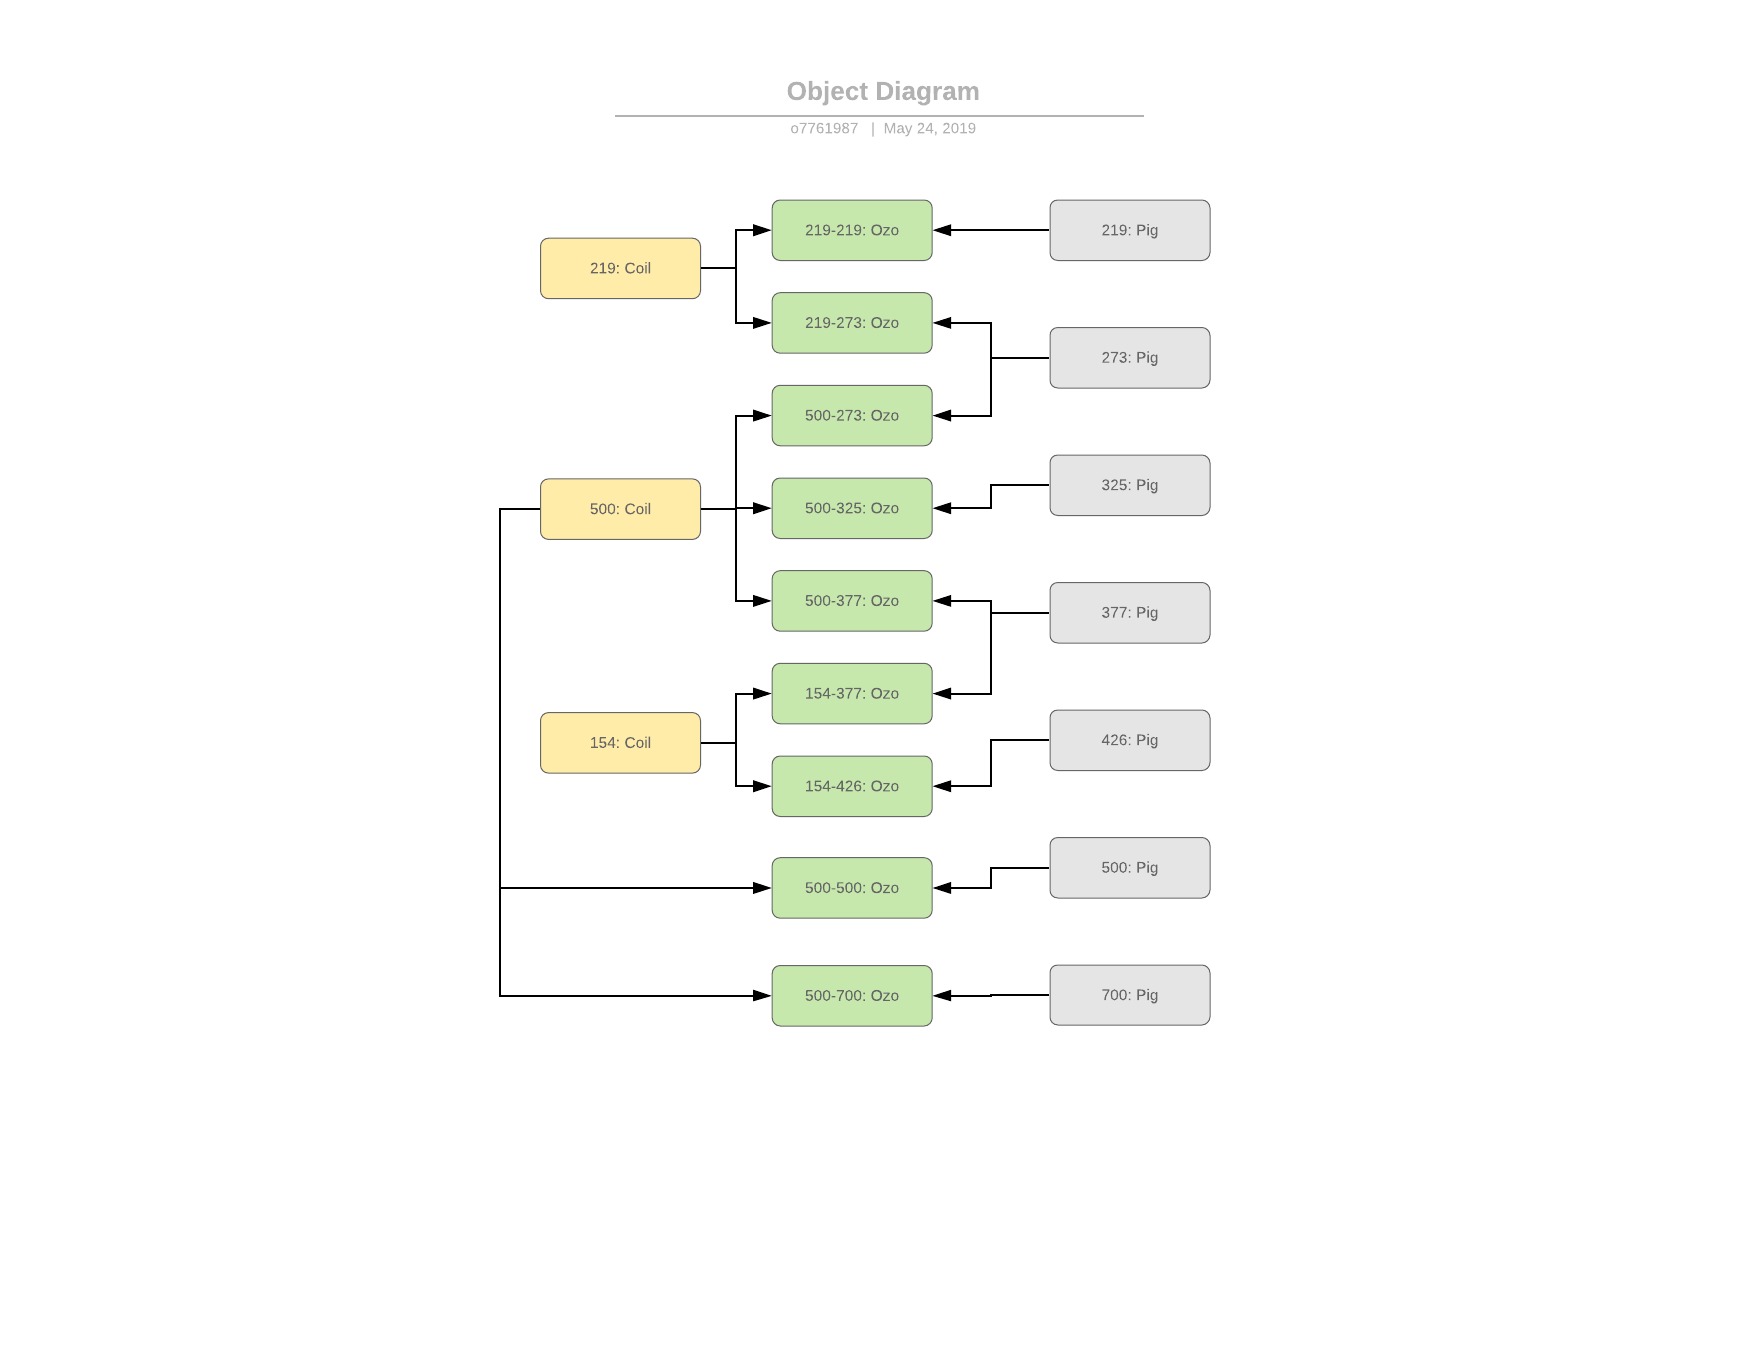 Object Diagram
o7761987 | May 24, 2019
219: Coil
500: Coil
154: Coil
219-219: Ozo
219-273: Ozo
500-273: Ozo
500-325: Ozo
500-377: Ozo
154-377: Ozo
154-426: Ozo
500-500: Ozo
500-700: Ozo
219: Pig
273: Pig
325: Pig
377: Pig
426: Pig
500: Pig
700: Pig